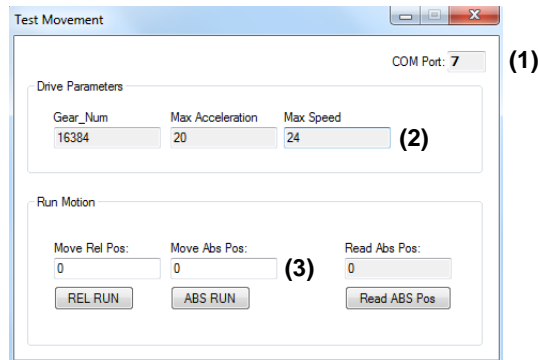 Test Movement
COM Port: 7 (1)
Drive Parameters
Gear_Num Max Acceleration Max Speed
16384 20 24 (2)
Run Motion
Move Rel Pos: Move Abs Pos: Read Abs Pos:
0 0 (3) 0
REL RUN ABS RUN Read ABS Pos